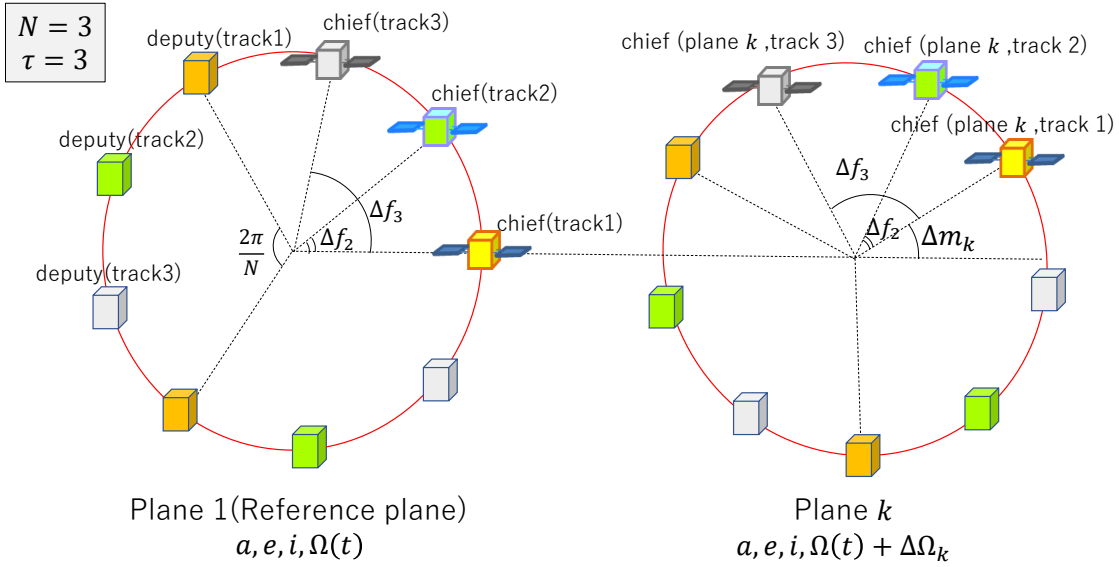 N = 3
τ = 3
deputy(track1)
chief(track3)
chief(track2)
deputy(track2)
Δf₃
Δf₂
chief(track1)
2π
N
deputy(track3)
Plane 1(Reference plane)
a, e, i, Ω(t)
chief (plane k ,track 3)
chief (plane k ,track 2)
chief (plane k ,track 1)
Δf₃
Δf₂
Δmₖ
Plane k
a, e, i, Ω(t) + ΔΩₖ